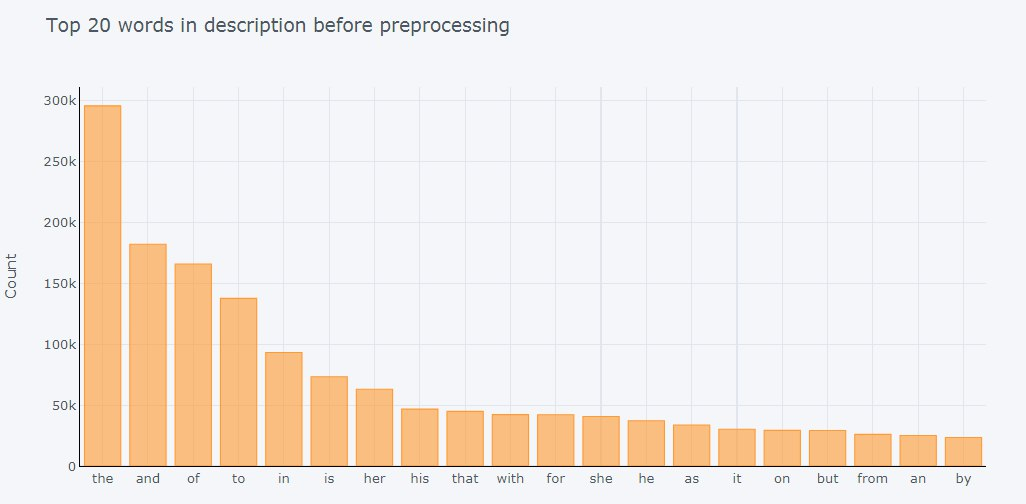 Top 20 words in description before preprocessing
Count
300k
250k
200k
150k
100k
50k
0
the and of to in is her his that with for she he as it on but from an by